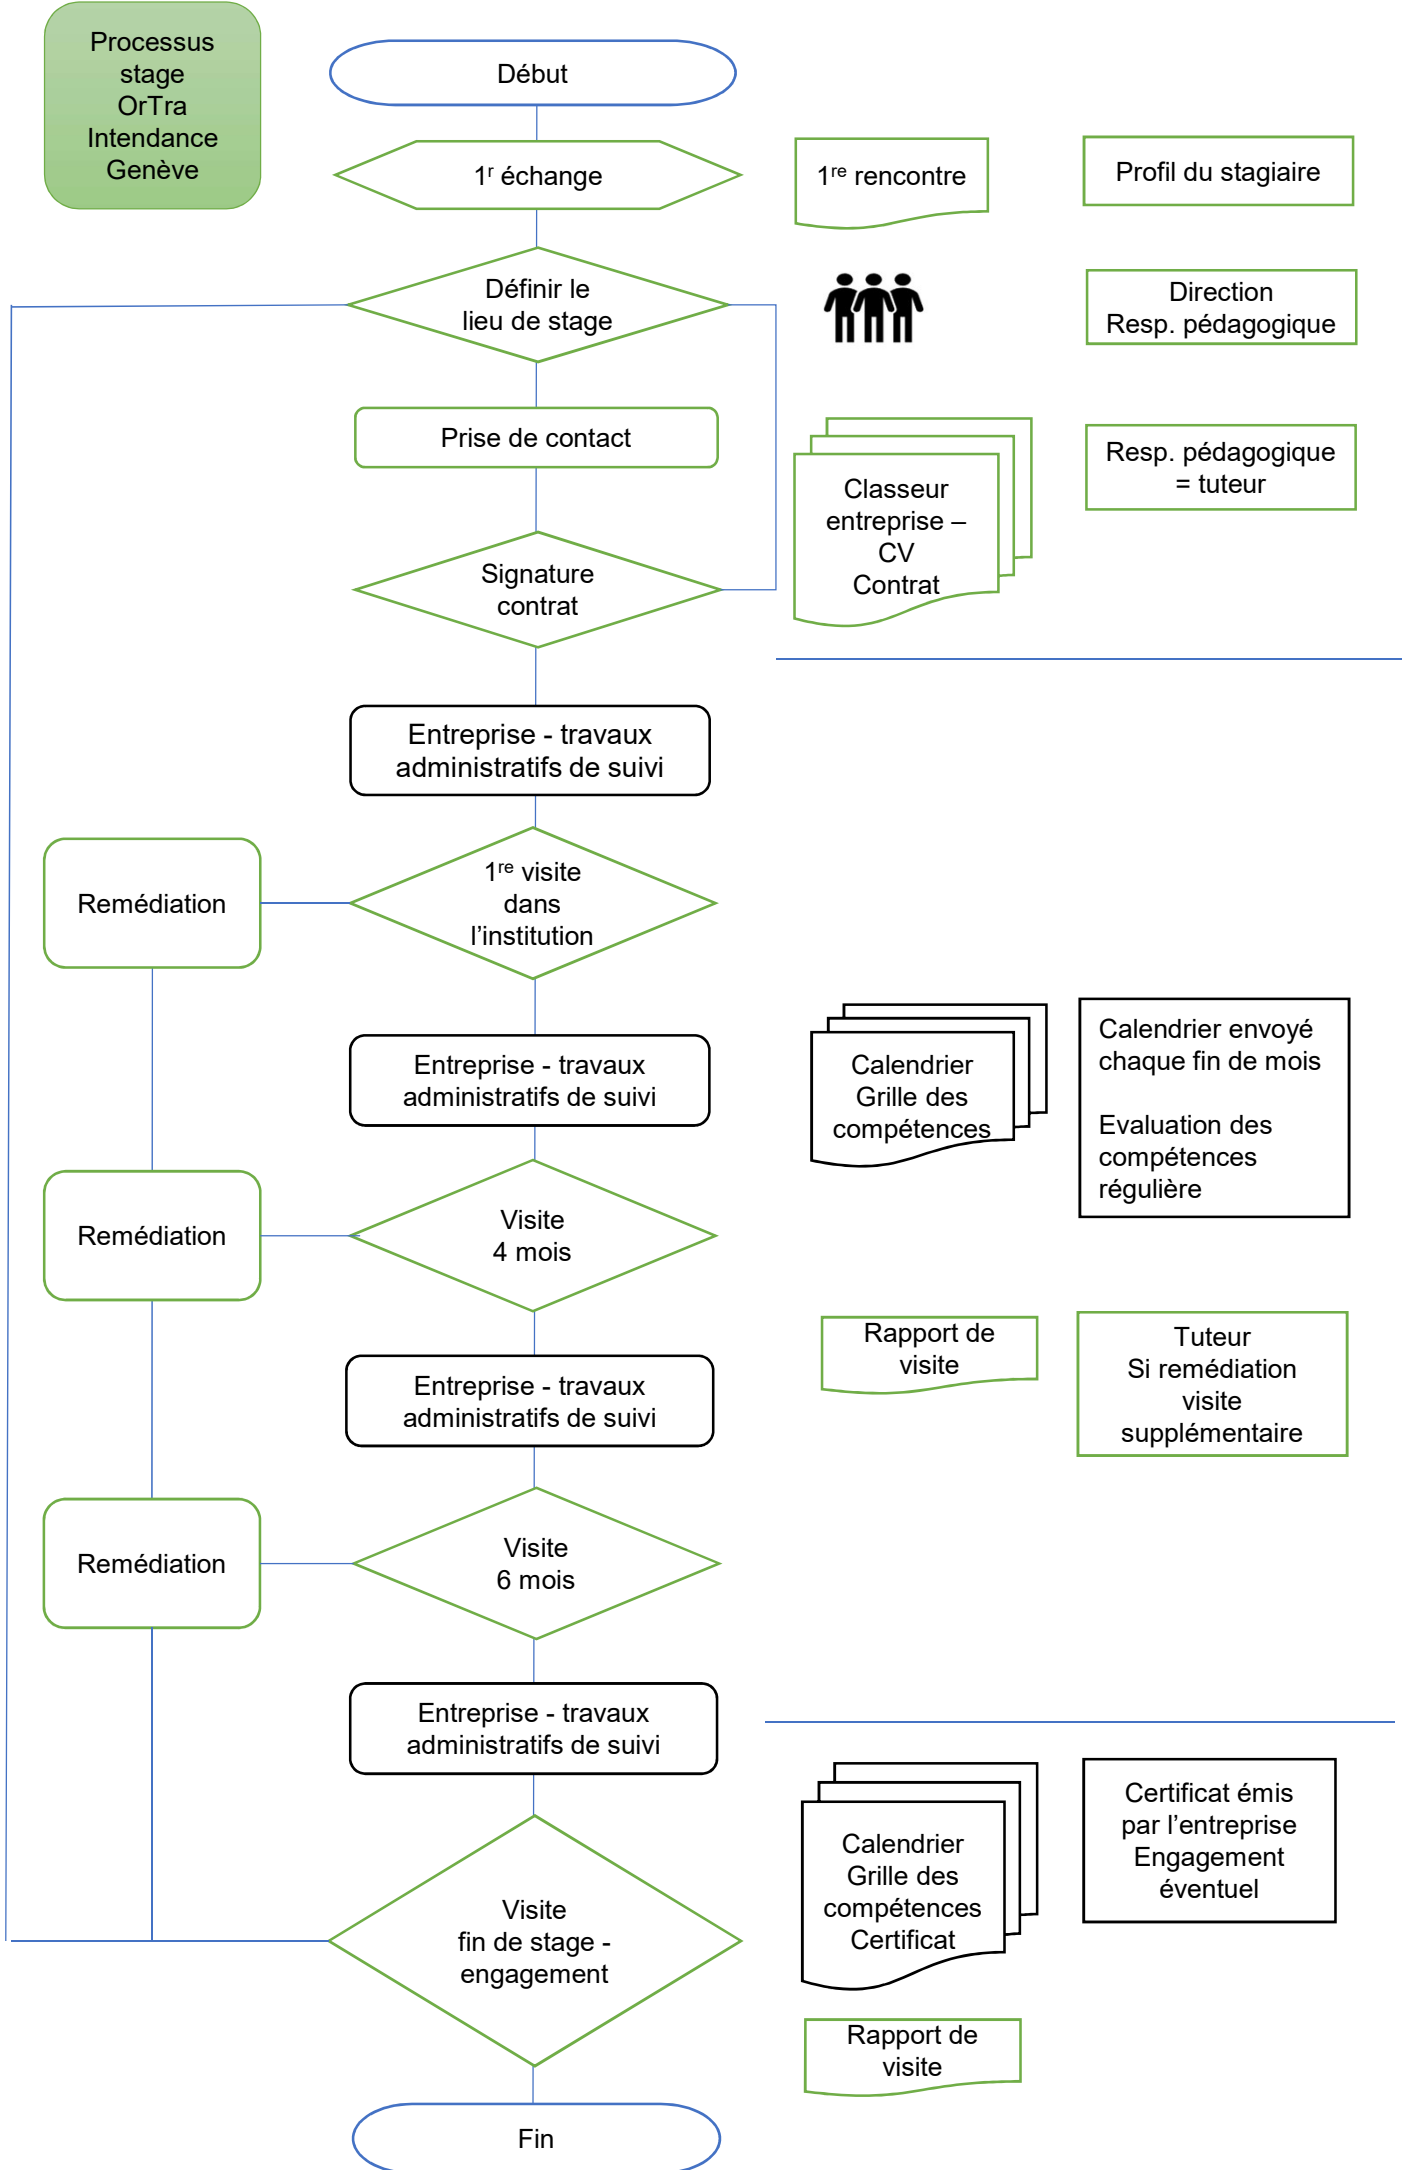 Processus
stage
OrTra
Intendance
Genève
Début
1r échange
1re rencontre
Profil du stagiaire
Définir le
lieu de stage
Direction
Resp. pédagogique
Prise de contact
Classeur
entreprise –
CV
Contrat
Resp. pédagogique
= tuteur
Signature
contrat
Entreprise - travaux
administratifs de suivi
Remédiation
1re visite
dans
l’institution
Entreprise - travaux
administratifs de suivi
Calendrier
Grille des
compétences
Calendrier envoyé
chaque fin de mois
Evaluation des
compétences
régulière
Remédiation
Visite
4 mois
Rapport de
visite
Tuteur
Si remédiation
visite
supplémentaire
Entreprise - travaux
administratifs de suivi
Remédiation
Visite
6 mois
Entreprise - travaux
administratifs de suivi
Calendrier
Grille des
compétences
Certificat
Certificat émis
par l’entreprise
Engagement
éventuel
Visite
fin de stage -
engagement
Rapport de
visite
Fin